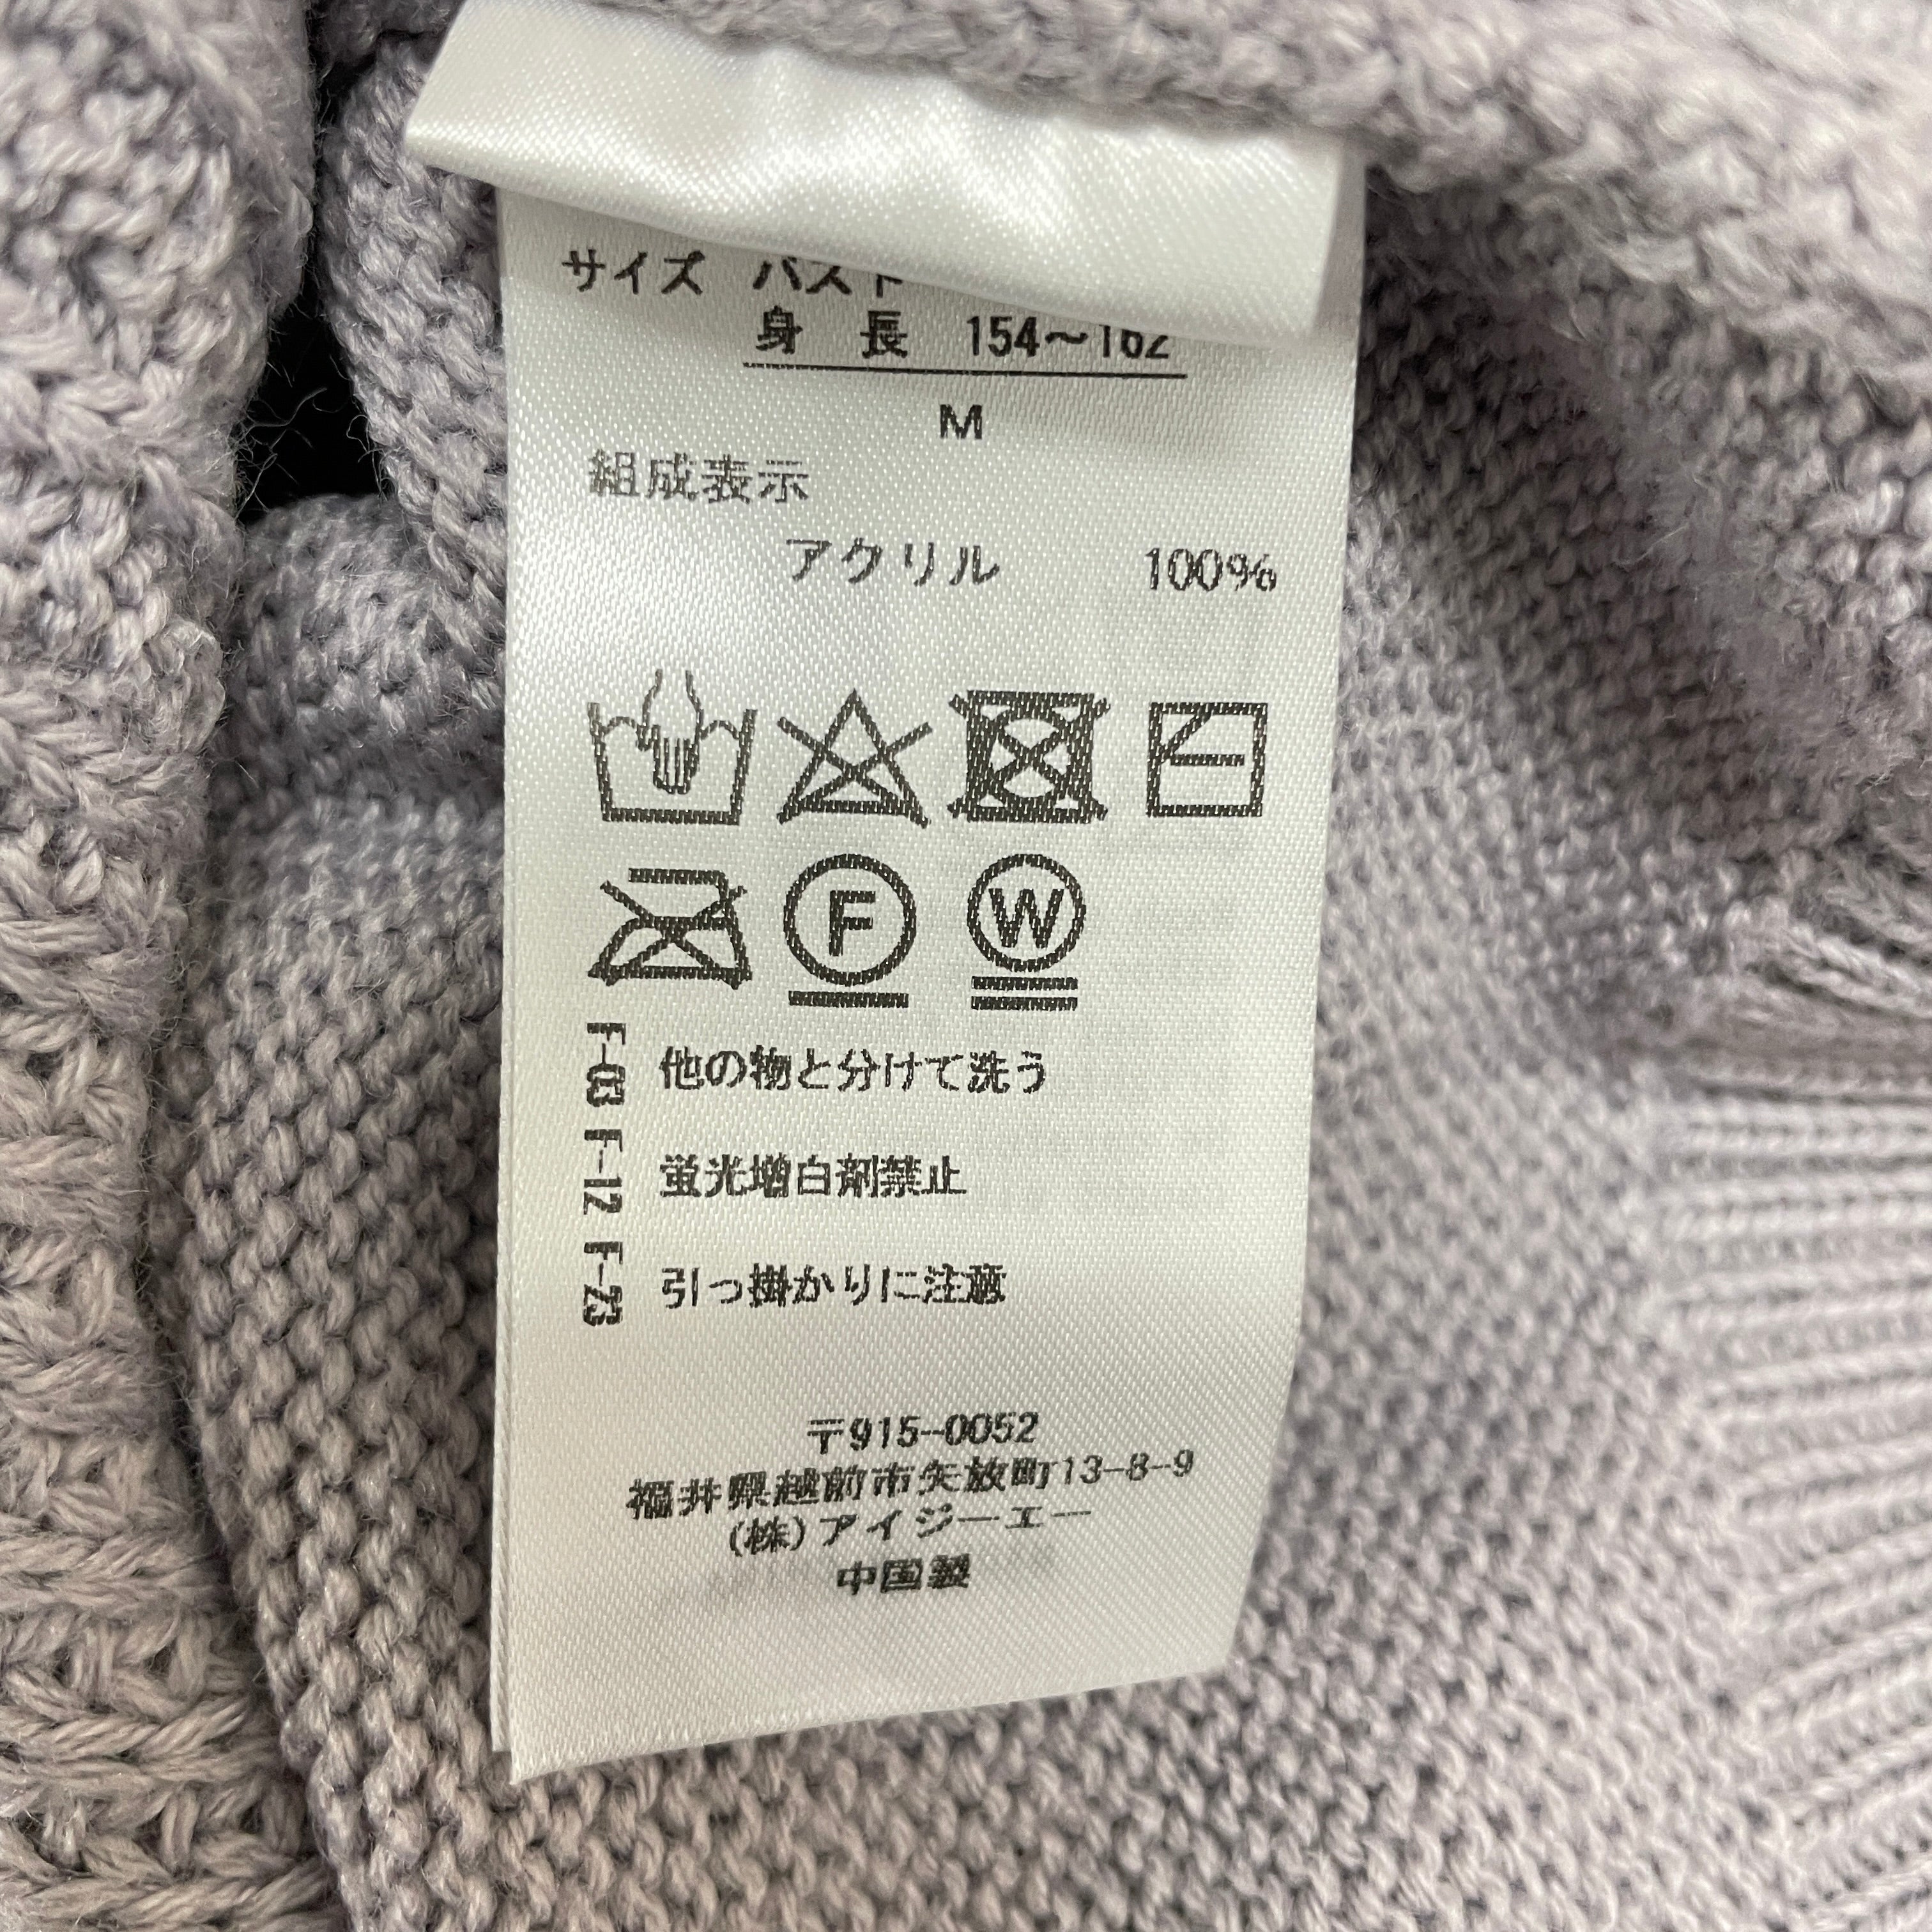 サイズ バスト
身 長 154～162
M
組成表示
アクリル 100%
F
W
F-03 他の物と分けて洗う
F-12 蛍光増白剤禁止
F-23 引っ掛かりに注意
〒915-0052
福井県越前市矢放町13-8-9
(株)アイジーエー
中国製